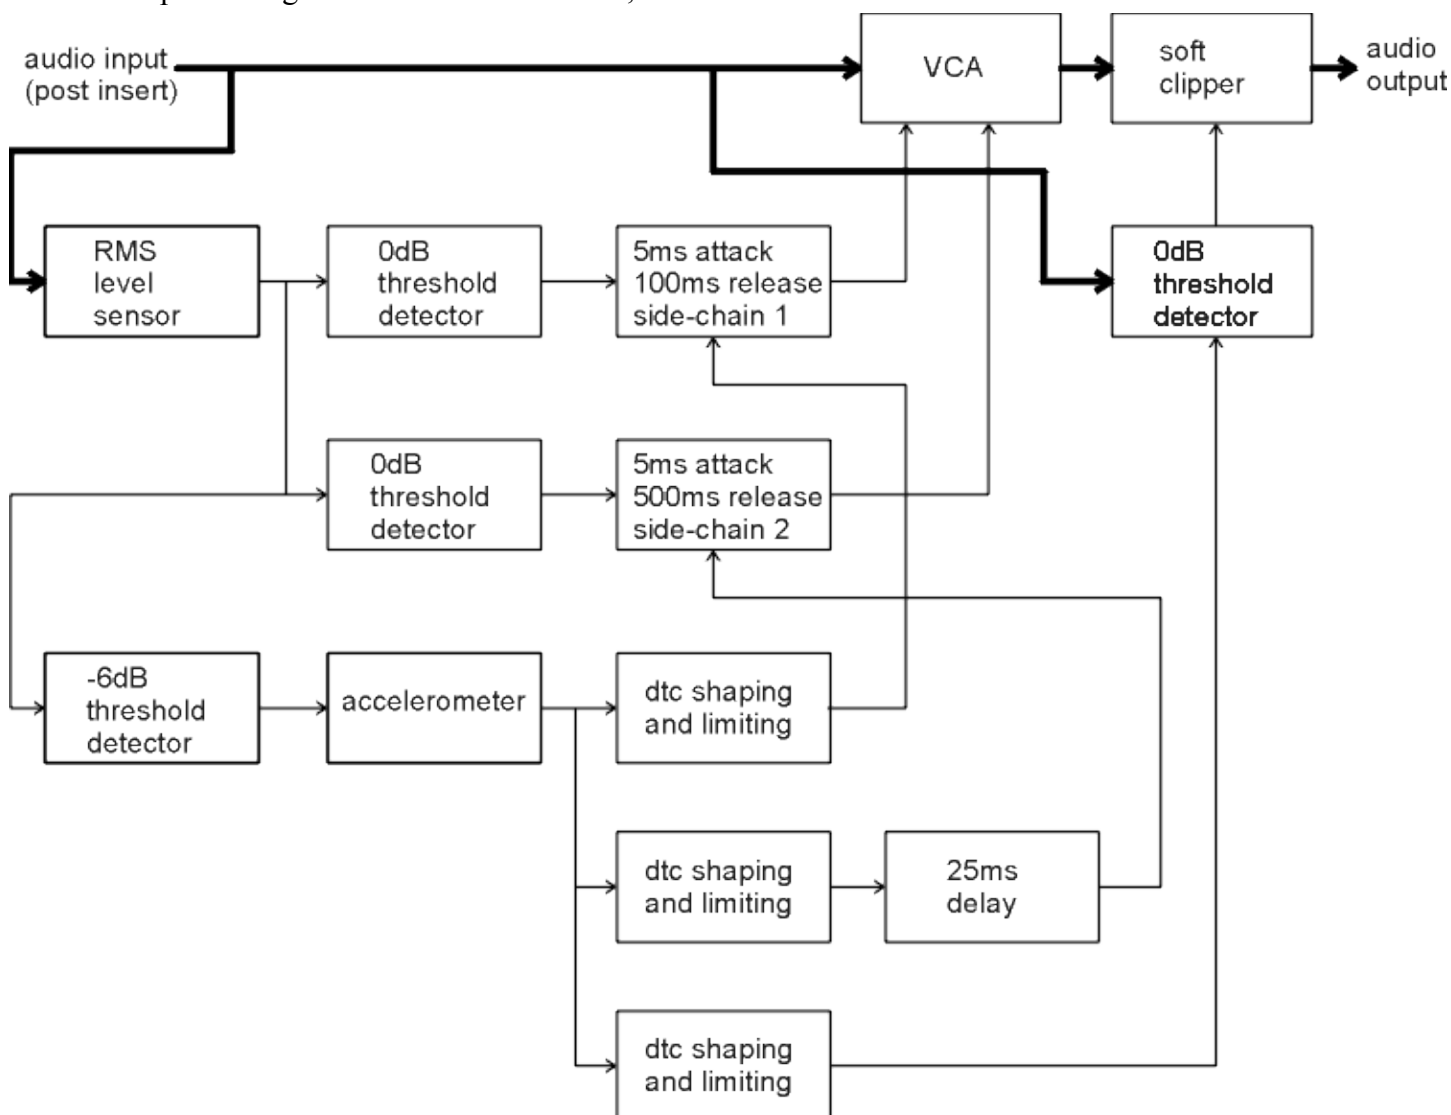 audio input
(post insert)
VCA
soft
clipper
audio
output
RMS
level
sensor
0dB
threshold
detector
5ms attack
100ms release
side-chain 1
0dB
threshold
detector
0dB
threshold
detector
5ms attack
500ms release
side-chain 2
-6dB
threshold
detector
accelerometer
dtc shaping
and limiting
dtc shaping
and limiting
25ms
delay
dtc shaping
and limiting